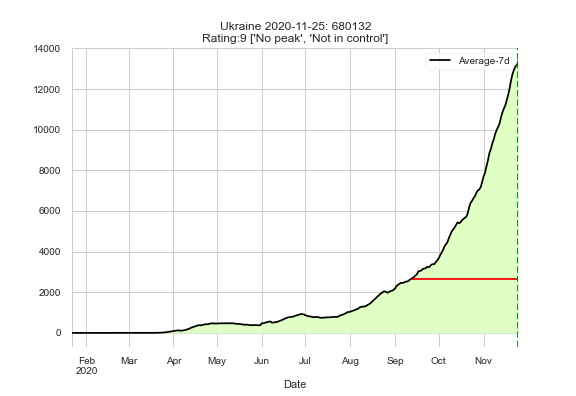 Ukraine 2020-11-25: 680132
Rating:9 ['No peak', 'Not in control']
Average-7d
14000
12000
10000
8000
6000
4000
2000
0
Feb Mar Apr May Jun Jul Aug Sep Oct Nov
2020
Date